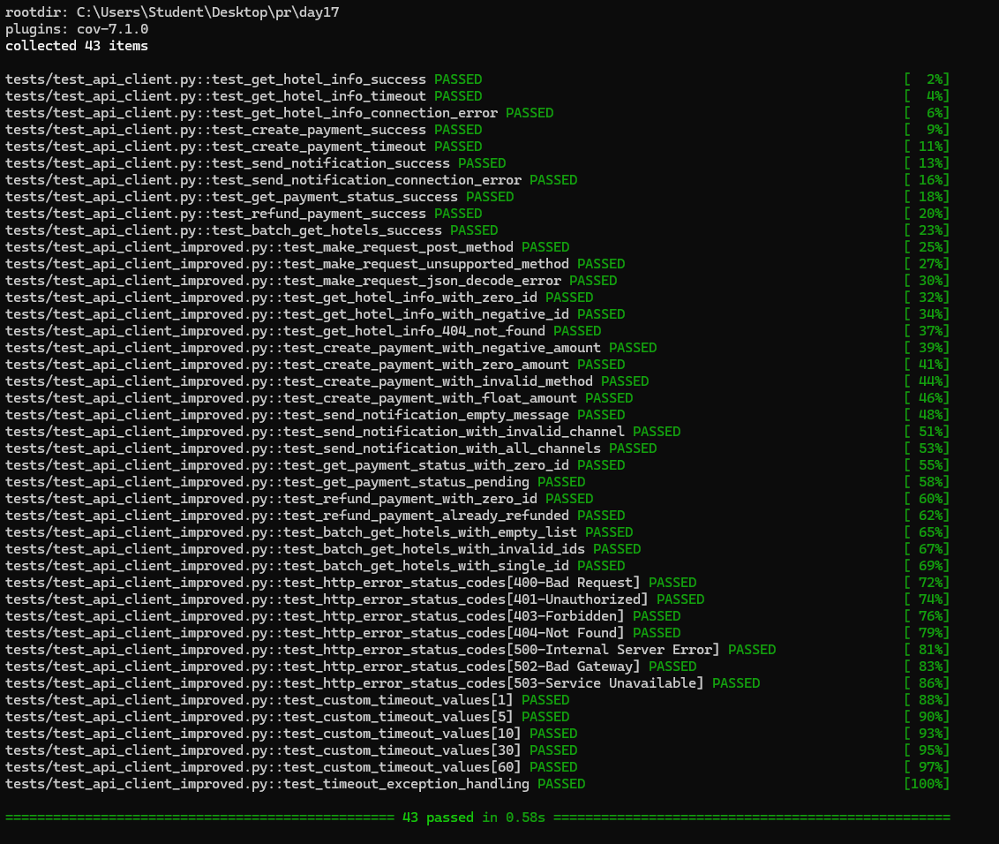 rootdir: C:\Users\Student\Desktop\pr\day17
plugins: cov-7.1.0
collected 43 items
tests/test_api_client.py::test_get_hotel_info_success PASSED [  2%]
tests/test_api_client.py::test_get_hotel_info_timeout PASSED [  4%]
tests/test_api_client.py::test_get_hotel_info_connection_error PASSED [  6%]
tests/test_api_client.py::test_create_payment_success PASSED [  9%]
tests/test_api_client.py::test_create_payment_timeout PASSED [ 11%]
tests/test_api_client.py::test_send_notification_success PASSED [ 13%]
tests/test_api_client.py::test_send_notification_connection_error PASSED [ 16%]
tests/test_api_client.py::test_get_payment_status_success PASSED [ 18%]
tests/test_api_client.py::test_refund_payment_success PASSED [ 20%]
tests/test_api_client.py::test_batch_get_hotels_success PASSED [ 23%]
tests/test_api_client_improved.py::test_make_request_post_method PASSED [ 25%]
tests/test_api_client_improved.py::test_make_request_unsupported_method PASSED [ 27%]
tests/test_api_client_improved.py::test_make_request_json_decode_error PASSED [ 30%]
tests/test_api_client_improved.py::test_get_hotel_info_with_zero_id PASSED [ 32%]
tests/test_api_client_improved.py::test_get_hotel_info_with_negative_id PASSED [ 34%]
tests/test_api_client_improved.py::test_get_hotel_info_404_not_found PASSED [ 37%]
tests/test_api_client_improved.py::test_create_payment_with_negative_amount PASSED [ 39%]
tests/test_api_client_improved.py::test_create_payment_with_zero_amount PASSED [ 41%]
tests/test_api_client_improved.py::test_create_payment_with_invalid_method PASSED [ 44%]
tests/test_api_client_improved.py::test_create_payment_with_float_amount PASSED [ 46%]
tests/test_api_client_improved.py::test_send_notification_empty_message PASSED [ 48%]
tests/test_api_client_improved.py::test_send_notification_with_invalid_channel PASSED [ 51%]
tests/test_api_client_improved.py::test_send_notification_with_all_channels PASSED [ 53%]
tests/test_api_client_improved.py::test_get_payment_status_with_zero_id PASSED [ 55%]
tests/test_api_client_improved.py::test_get_payment_status_pending PASSED [ 58%]
tests/test_api_client_improved.py::test_refund_payment_with_zero_id PASSED [ 60%]
tests/test_api_client_improved.py::test_refund_payment_already_refunded PASSED [ 62%]
tests/test_api_client_improved.py::test_batch_get_hotels_with_empty_list PASSED [ 65%]
tests/test_api_client_improved.py::test_batch_get_hotels_with_invalid_ids PASSED [ 67%]
tests/test_api_client_improved.py::test_batch_get_hotels_with_single_id PASSED [ 69%]
tests/test_api_client_improved.py::test_http_error_status_codes[400-Bad Request] PASSED [ 72%]
tests/test_api_client_improved.py::test_http_error_status_codes[401-Unauthorized] PASSED [ 74%]
tests/test_api_client_improved.py::test_http_error_status_codes[403-Forbidden] PASSED [ 76%]
tests/test_api_client_improved.py::test_http_error_status_codes[404-Not Found] PASSED [ 79%]
tests/test_api_client_improved.py::test_http_error_status_codes[500-Internal Server Error] PASSED [ 81%]
tests/test_api_client_improved.py::test_http_error_status_codes[502-Bad Gateway] PASSED [ 83%]
tests/test_api_client_improved.py::test_http_error_status_codes[503-Service Unavailable] PASSED [ 86%]
tests/test_api_client_improved.py::test_custom_timeout_values[1] PASSED [ 88%]
tests/test_api_client_improved.py::test_custom_timeout_values[5] PASSED [ 90%]
tests/test_api_client_improved.py::test_custom_timeout_values[10] PASSED [ 93%]
tests/test_api_client_improved.py::test_custom_timeout_values[30] PASSED [ 95%]
tests/test_api_client_improved.py::test_custom_timeout_values[60] PASSED [ 97%]
tests/test_api_client_improved.py::test_timeout_exception_handling PASSED [100%]
================================================= 43 passed in 0.58s ==================================================